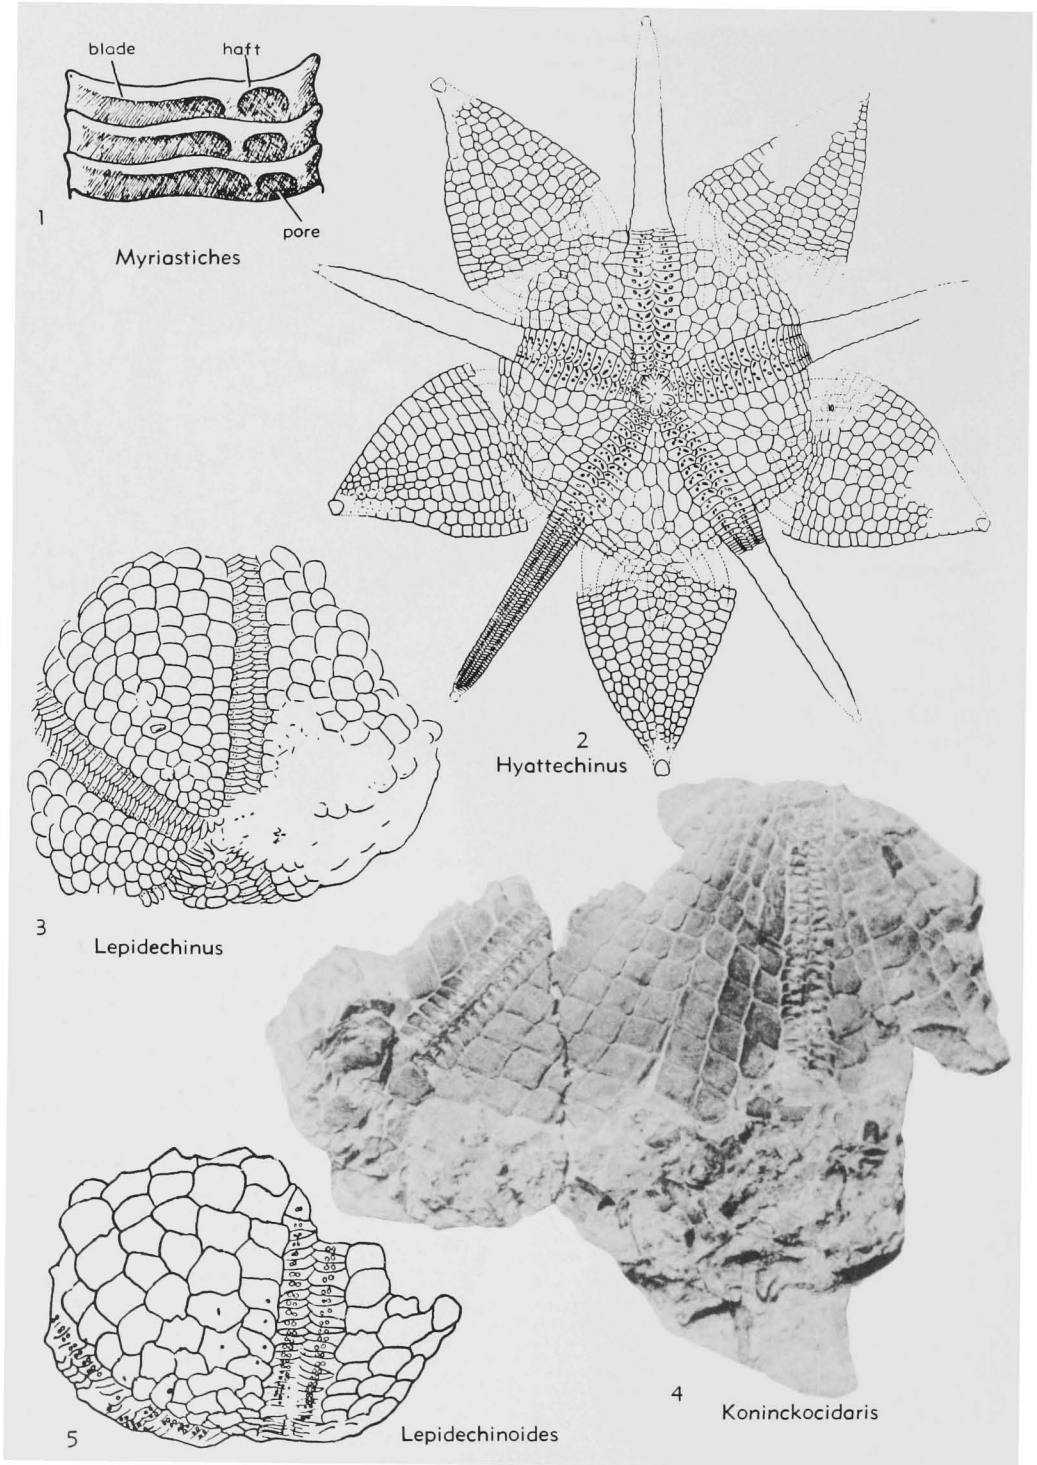 blade haft
pore
1
Myriastiches
2
Hyattechinus
3
Lepidechinus
4
Koninckocidaris
5
Lepidechinoides